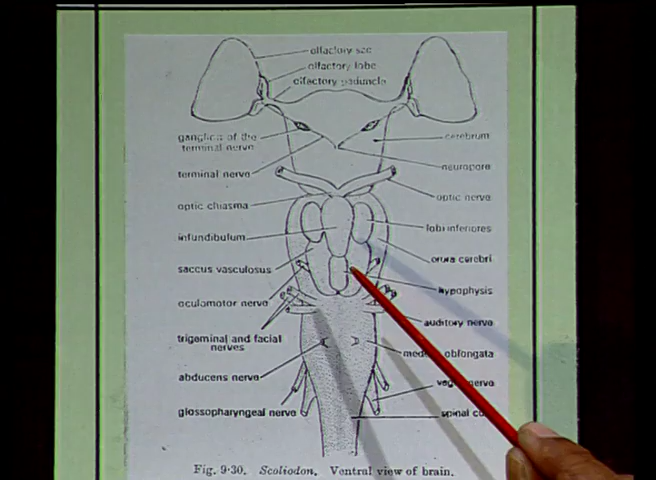 olfactory sac
olfactory lobe
olfactory peduncle
ganglion of the
terminal nerve
cerebrum
neuropore
terminal nerve
optic nerve
optic chiasma
lobi inferiores
infundibulum
crura cerebri
saccus vasculosus
hypophysis
oculomotor nerve
auditory nerve
trigeminal and facial
nerves
oblongata
abducens nerve
nerve
glossopharyngeal nerve
spinal
Fig. 9·30. Scoliodon. Ventral view of brain.